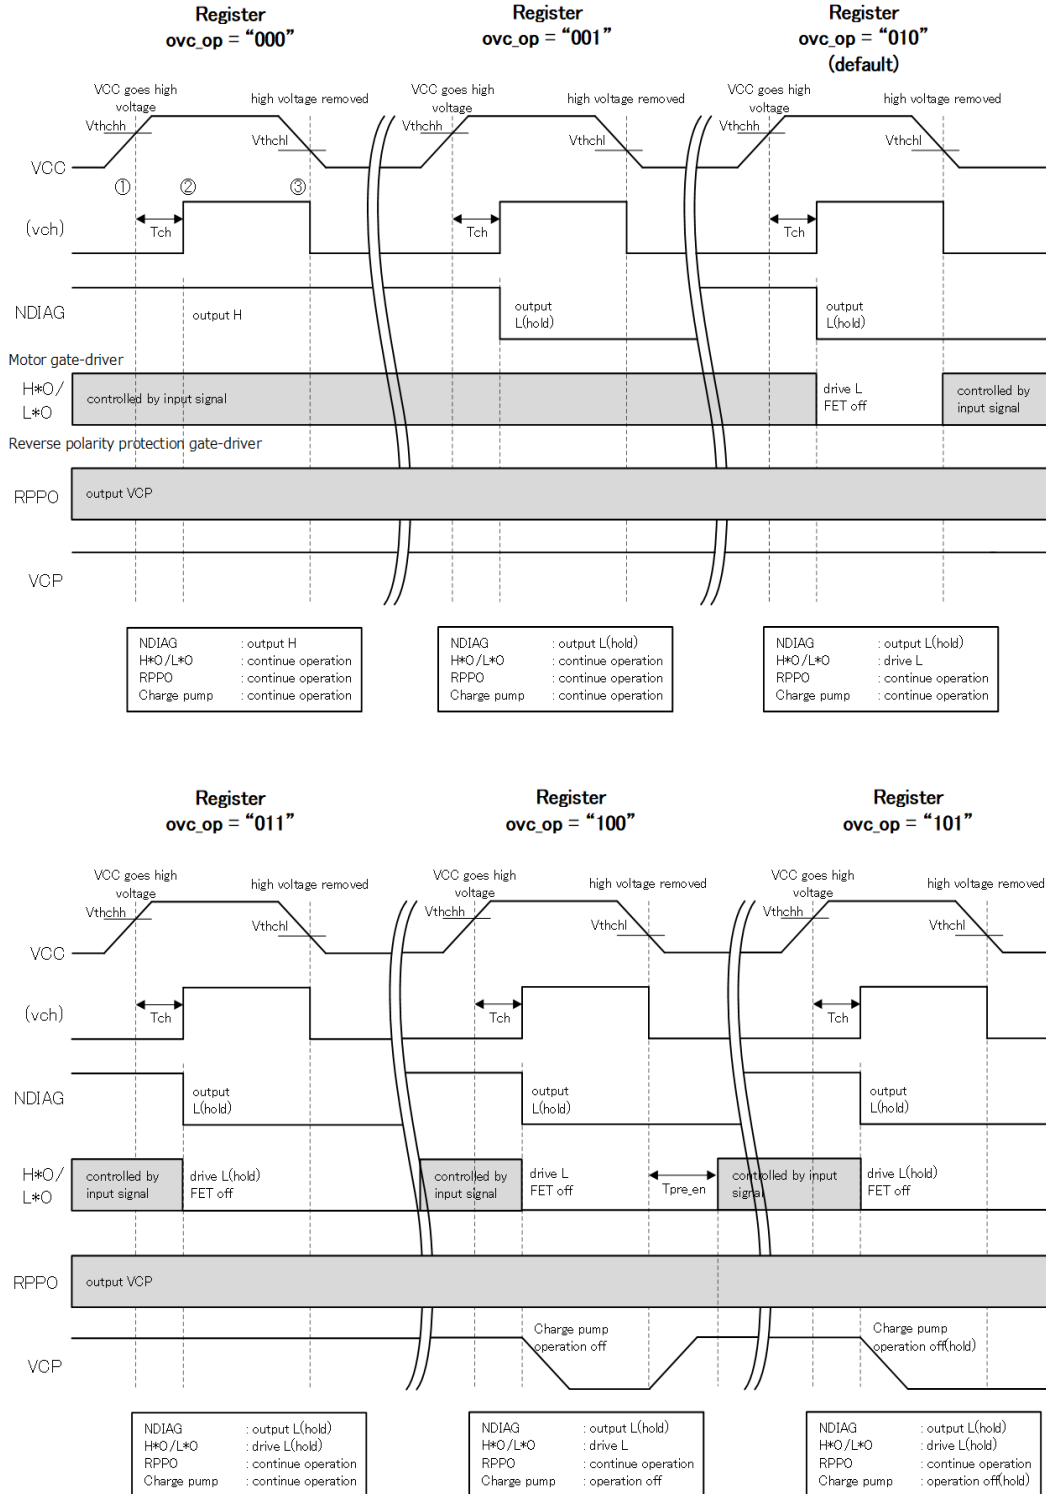 Register
ovc_op = “000”
Register
ovc_op = “001”
Register
ovc_op = “010”
(default)
VCC goes high
voltage
high voltage removed
VCC goes high
voltage
high voltage removed
VCC goes high
voltage
high voltage removed
Vthchh
Vthchl
Vthchh
Vthchl
Vthchh
Vthchl
VCC
① ② ③
(vch)
Tch
Tch
Tch
NDIAG
output H
output
L(hold)
output
L(hold)
Motor gate-driver
H*O/
L*O
controlled by input signal
drive L
FET off
controlled by
input signal
Reverse polarity protection gate-driver
RPPO
output VCP
VCP
NDIAG : output H
H*O/L*O : continue operation
RPPO : continue operation
Charge pump : continue operation
NDIAG : output L(hold)
H*O/L*O : continue operation
RPPO : continue operation
Charge pump : continue operation
NDIAG : output L(hold)
H*O/L*O : drive L
RPPO : continue operation
Charge pump : continue operation
Register
ovc_op = “011”
Register
ovc_op = “100”
Register
ovc_op = “101”
VCC goes high
voltage
high voltage removed
VCC goes high
voltage
high voltage removed
VCC goes high
voltage
high voltage removed
Vthchh
Vthchl
Vthchh
Vthchl
Vthchh
Vthchl
VCC
(vch)
Tch
Tch
Tch
NDIAG
output
L(hold)
output
L(hold)
output
L(hold)
H*O/
L*O
controlled by
input signal
drive L(hold)
FET off
controlled by
input signal
drive L
FET off
Tpre_en
controlled by input
signal
drive L(hold)
FET off
RPPO
output VCP
VCP
Charge pump
operation off
Charge pump
operation off(hold)
NDIAG : output L(hold)
H*O/L*O : drive L(hold)
RPPO : continue operation
Charge pump : continue operation
NDIAG : output L(hold)
H*O/L*O : drive L
RPPO : continue operation
Charge pump : operation off
NDIAG : output L(hold)
H*O/L*O : drive L(hold)
RPPO : continue operation
Charge pump : operation off(hold)